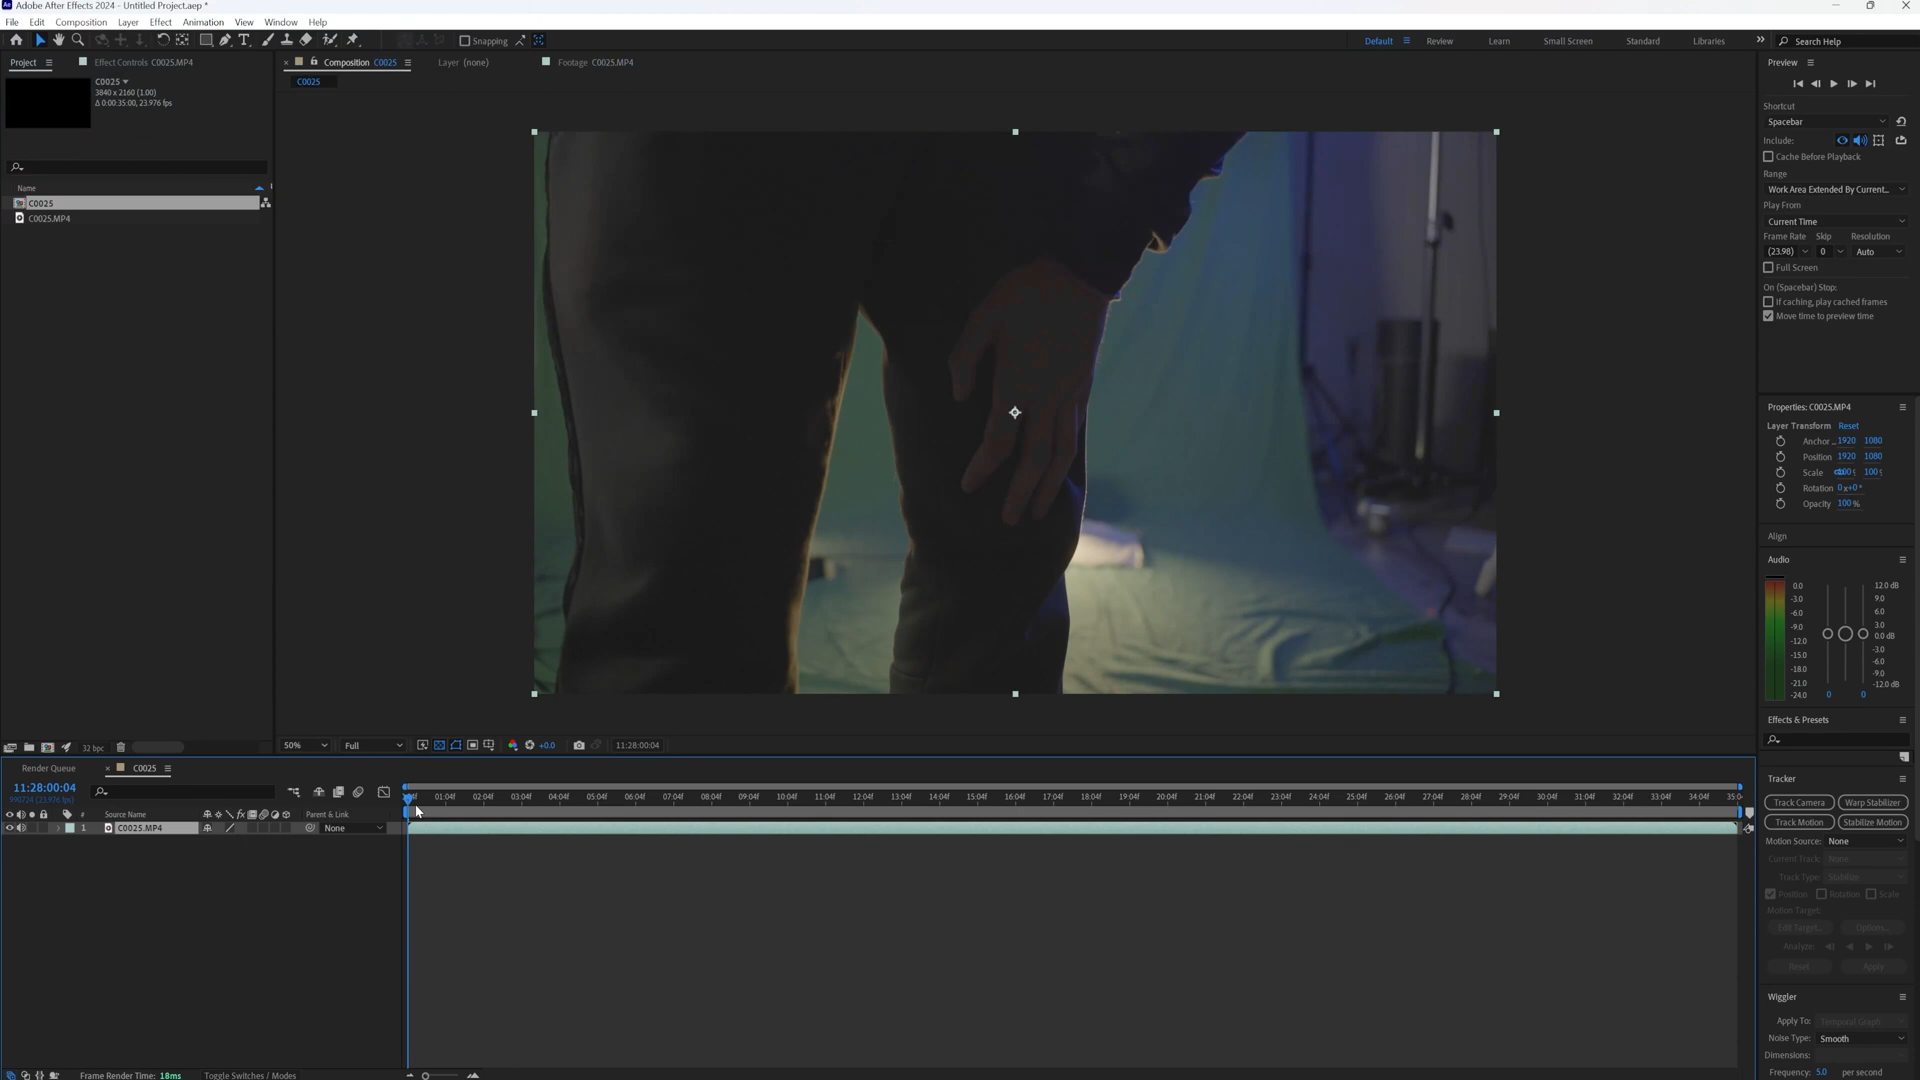 Adobe After Effects 2024 - Untitled Project.aep *
File Edit Composition Layer Effect Animation View Window Help
Snapping
Default Review Learn Small Screen Standard Libraries
Search Help
Project
Effect Controls C0025.MP4
C0025
3840 x 2160 (1.00)
Δ 0:00:35:00, 23.976 fps
Name
C0025
C0025.MP4
32 bpc
Composition C0025
Layer (none)
Footage C0025.MP4
C0025
50%
Full
+0.0
11:28:00:04
Preview
Shortcut
Spacebar
Include:
Cache Before Playback
Range
Work Area Extended By Current...
Play From
Current Time
Frame Rate Skip Resolution
(23.98) 0 Auto
Full Screen
On (Spacebar) Stop:
If caching, play cached frames
Move time to preview time
Properties: C0025.MP4
Layer Transform Reset
Anchor 1920 1080
Position 1920 1080
Scale 100
Rotation 0x+0°
Opacity 100 %
Align
Audio
0.0
-3.0
-6.0
-9.0
-12.0
-15.0
-18.0
-21.0
-24.0
12.0 dB
9.0
6.0
3.0
0.0 dB
-3.0
-6.0
-9.0
-12.0 dB
0 0
Effects & Presets
Tracker
Track Camera Warp Stabilizer
Track Motion Stabilize Motion
Motion Source: None
Current Track: None
Track Type: Stabilize
Position Rotation Scale
Motion Target:
Edit Target... Options...
Analyze:
Reset Apply
Wiggler
Apply To: Temporal Graph
Noise Type: Smooth
Dimensions:
Frequency: 5.0 per second
Render Queue
C0025
11:28:00:04
990724 (23.976 fps)
# Source Name Parent & Link
1 C0025.MP4 None
01:04f 02:04f 03:04f 04:04f 05:04f 06:04f 07:04f 08:04f 09:04f 10:04f 11:04f 12:04f 13:04f 14:04f 15:04f 16:04f 17:04f 18:04f 19:04f 20:04f 21:04f 22:04f 23:04f 24:04f 25:04f 26:04f 27:04f 28:04f 29:04f 30:04f 31:04f 32:04f 33:04f 34:04f
Frame Render Time: 18ms
Toggle Switches / Modes